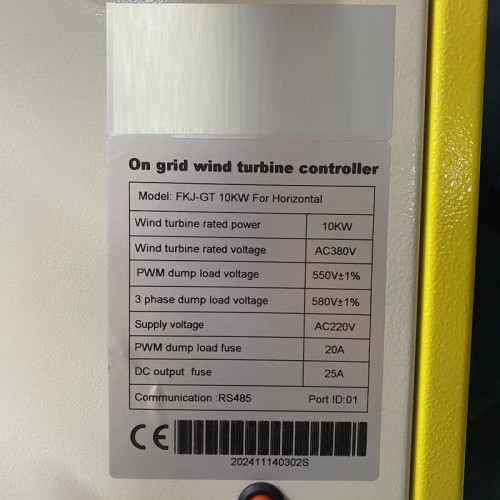 On grid wind turbine controller
Model: FKJ-GT 10KW For Horizontal
Wind turbine rated power 10KW
Wind turbine rated voltage AC380V
PWM dump load voltage 550V±1%
3 phase dump load voltage 580V±1%
Supply voltage AC220V
PWM dump load fuse 20A
DC output fuse 25A
Communication :RS485 Port ID:01
CE
202411140302S